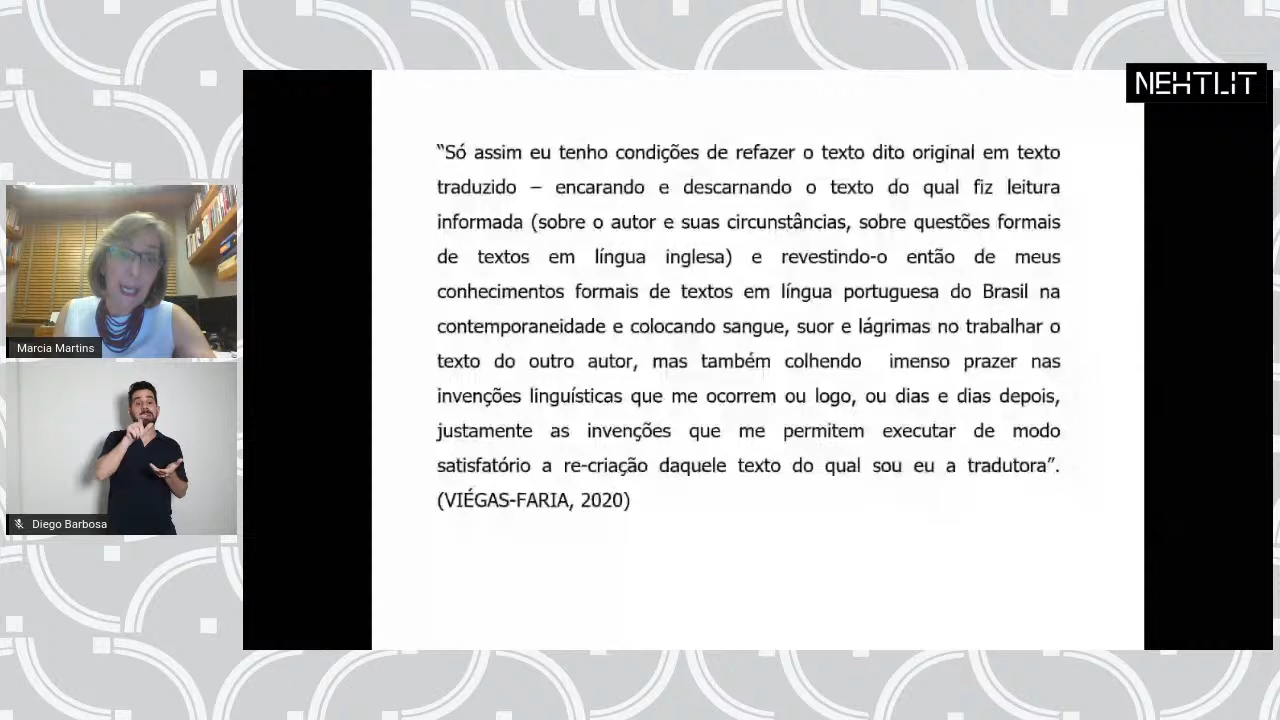 NEHTLIT
“Só assim eu tenho condições de refazer o texto dito original em texto
traduzido – encarando e descarnando o texto do qual fiz leitura
informada (sobre o autor e suas circunstâncias, sobre questões formais
de textos em língua inglesa) e revestindo-o então de meus
conhecimentos formais de textos em língua portuguesa do Brasil na
contemporaneidade e colocando sangue, suor e lágrimas no trabalhar o
texto do outro autor, mas também colhendo imenso prazer nas
invenções linguísticas que me ocorrem ou logo, ou dias e dias depois,
justamente as invenções que me permitem executar de modo
satisfatório a re-criação daquele texto do qual sou eu a tradutora”.
(VIÉGAS-FARIA, 2020)
Marcia Martins
Diego Barbosa